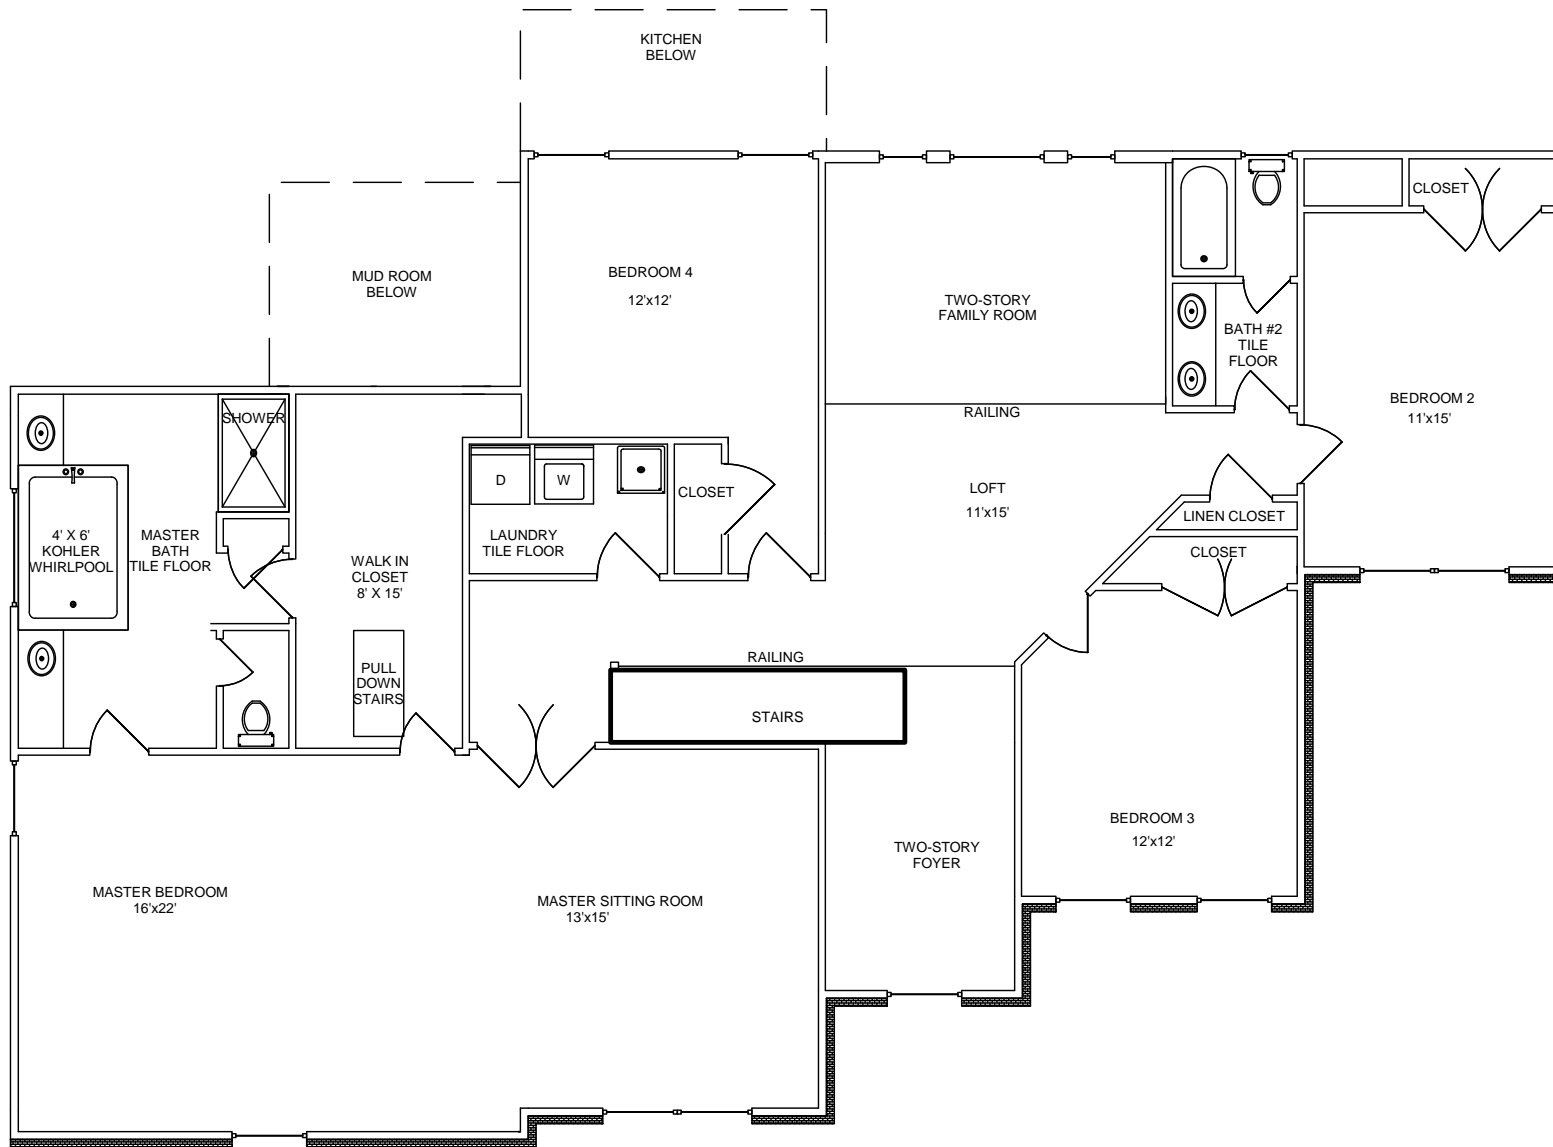 KITCHEN
BELOW
CLOSET
MUD ROOM
BELOW
BEDROOM 4
12'x12'
TWO-STORY
FAMILY ROOM
BATH #2
TILE
FLOOR
BEDROOM 2
11'x15'
RAILING
SHOWER
D
W
CLOSET
LOFT
11'x15'
LINEN CLOSET
4' X 6'
KOHLER
WHIRLPOOL
MASTER
BATH
TILE FLOOR
LAUNDRY
TILE FLOOR
WALK IN
CLOSET
8' X 15'
CLOSET
RAILING
PULL
DOWN
STAIRS
STAIRS
BEDROOM 3
12'x12'
TWO-STORY
FOYER
MASTER BEDROOM
16'x22'
MASTER SITTING ROOM
13'x15'